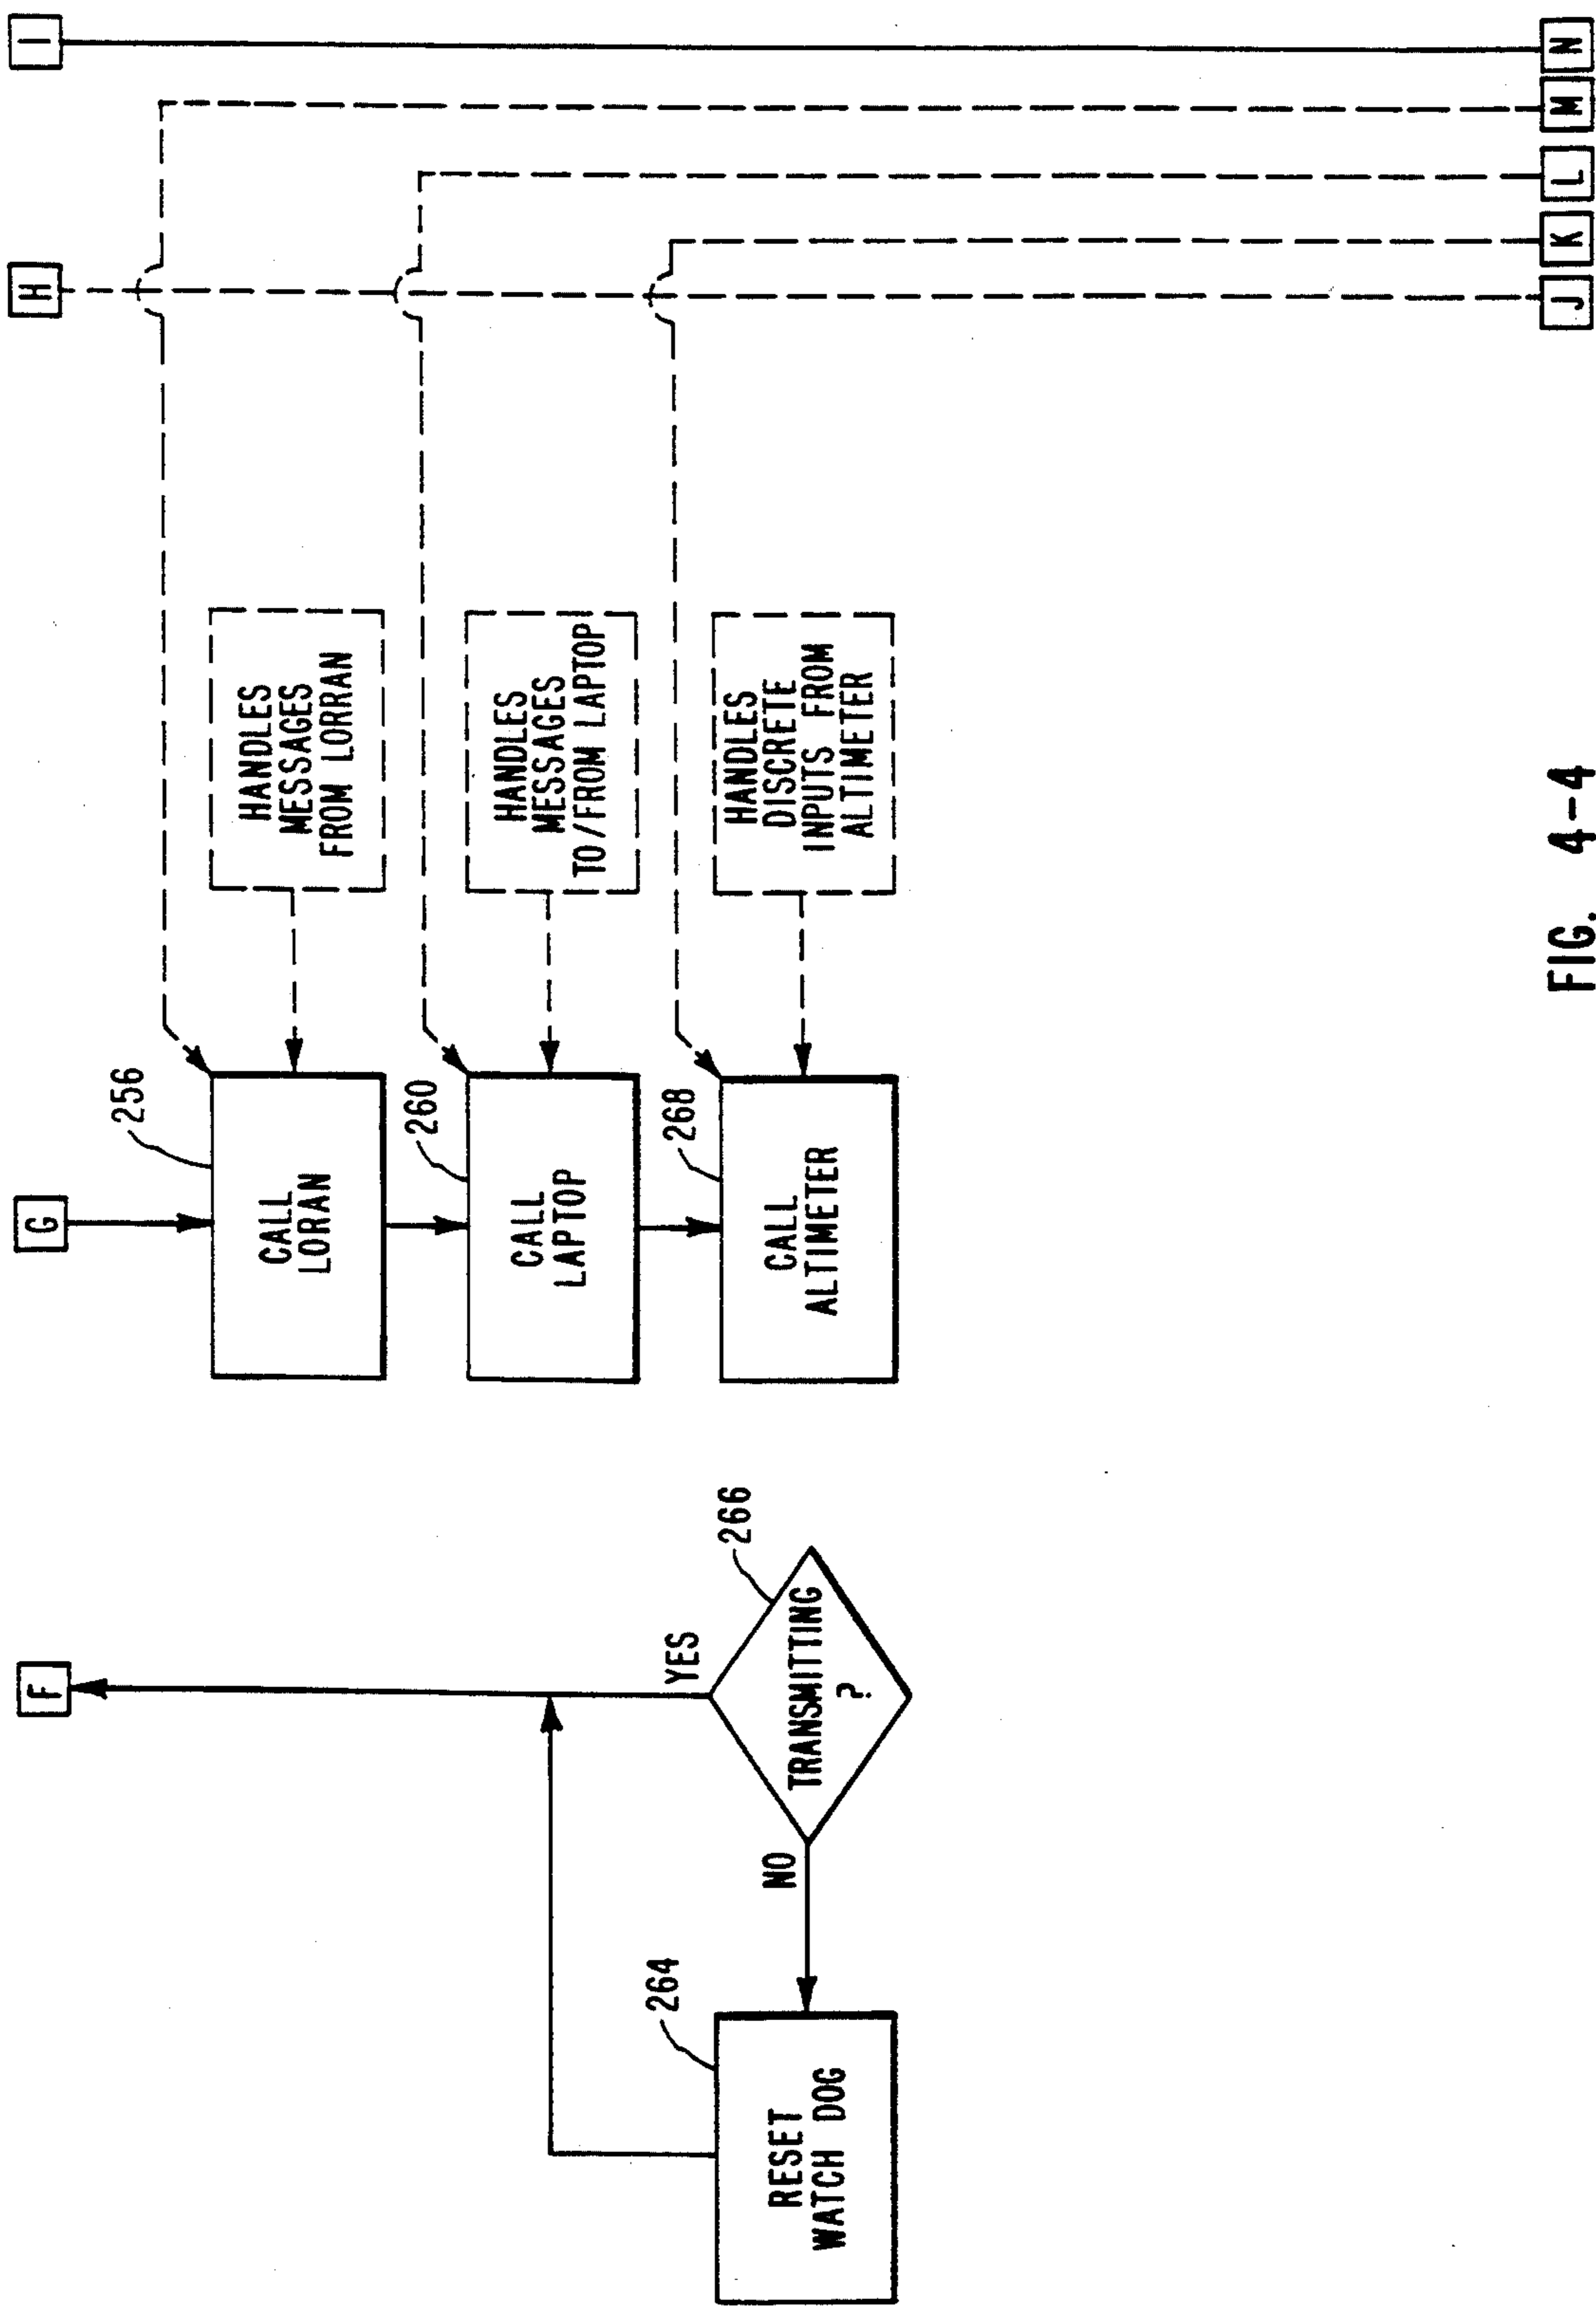 F
G
H
I
256
CALL
LORAN
HANDLES
MESSAGES
FROM LORRAN
260
CALL
LAPTOP
HANDLES
MESSAGES
TO/FROM LAPTOP
YES
266
TRANSMITTING
?
NO
264
RESET
WATCH DOG
268
CALL
ALTIMETER
HANDLES
DISCRETE
INPUTS FROM
ALTIMETER
J
K
L
M
N
FIG. 4-4